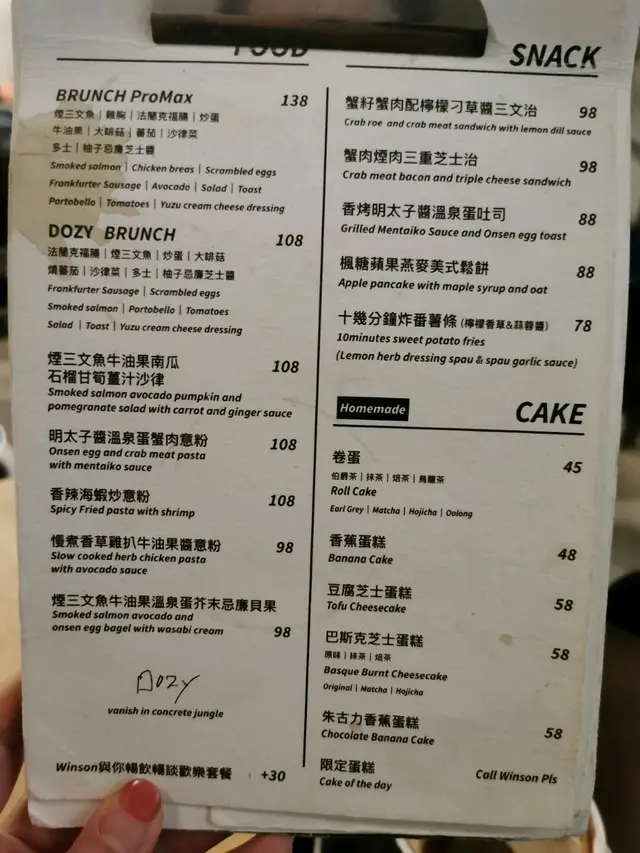 FOOD
BRUNCH ProMax 138
煙三文魚 | 雞胸 | 法蘭克福腸 | 炒蛋
牛油果 | 大啡菇 | 蕃茄 | 沙律菜
多士 | 柚子忌廉芝士醬
Smoked salmon | Chicken breas | Scrambled eggs
Frankfurter Sausage | Avocado | Salad | Toast
Portobello | Tomatoes | Yuzu cream cheese dressing
DOZY BRUNCH 108
法蘭克福腸 | 煙三文魚 | 炒蛋 | 大啡菇
燒蕃茄 | 沙律菜 | 多士 | 柚子忌廉芝士醬
Frankfurter Sausage | Scrambled eggs
Smoked salmon | Portobello | Tomatoes
Salad | Toast | Yuzu cream cheese dressing
煙三文魚牛油果南瓜
石榴甘筍薑汁沙律 108
Smoked salmon avocado pumpkin and
pomegranate salad with carrot and ginger sauce
明太子醬溫泉蛋蟹肉意粉 108
Onsen egg and crab meat pasta
with mentaiko sauce
香辣海蝦炒意粉 108
Spicy Fried pasta with shrimp
慢煮香草雞扒牛油果醬意粉 98
Slow cooked herb chicken pasta
with avocado sauce
煙三文魚牛油果溫泉蛋芥末忌廉貝果
Smoked salmon avocado and
onsen egg bagel with wasabi cream 98
Dozy
vanish in concrete jungle
Winson與你暢飲暢談歡樂套餐 +30
SNACK
蟹籽蟹肉配檸檬刁草醬三文治 98
Crab roe and crab meat sandwich with lemon dill sauce
蟹肉煙肉三重芝士治 98
Crab meat bacon and triple cheese sandwich
香烤明太子醬溫泉蛋吐司 88
Grilled Mentaiko Sauce and Onsen egg toast
楓糖蘋果燕麥美式鬆餅 88
Apple pancake with maple syrup and oat
十幾分鐘炸番薯條 (檸檬香草&蒜蓉醬) 78
10minutes sweet potato fries
(Lemon herb dressing spau & spau garlic sauce)
Homemade CAKE
卷蛋 45
伯爵茶 | 抹茶 | 焙茶 | 烏龍茶
Roll Cake
Earl Grey | Matcha | Hojicha | Oolong
香蕉蛋糕 48
Banana Cake
豆腐芝士蛋糕 58
Tofu Cheesecake
巴斯克芝士蛋糕 58
原味 | 抹茶 | 焙茶
Basque Burnt Cheesecake
Original | Matcha | Hojicha
朱古力香蕉蛋糕 58
Chocolate Banana Cake
限定蛋糕 Call Winson Pls
Cake of the day